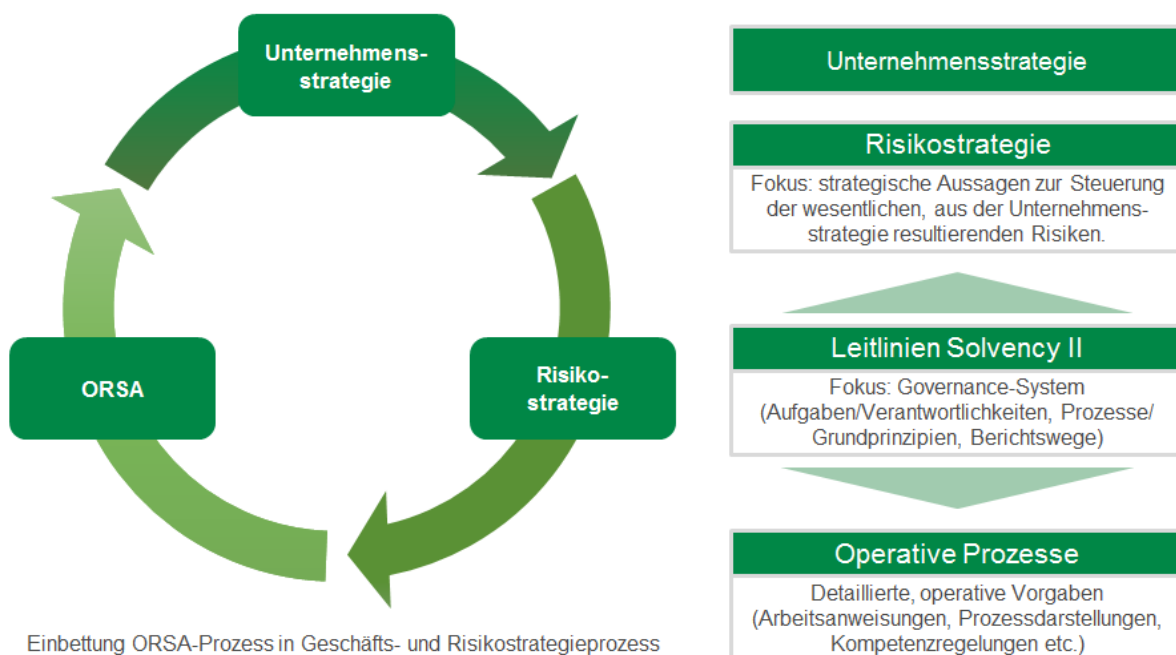 Unternehmens-
strategie
ORSA
Risiko-
strategie
Einbettung ORSA-Prozess in Geschäfts- und Risikostrategieprozess
Unternehmensstrategie
Risikostrategie
Fokus: strategische Aussagen zur Steuerung
der wesentlichen, aus der Unternehmens-
strategie resultierenden Risiken.
Leitlinien Solvency II
Fokus: Governance-System
(Aufgaben/Verantwortlichkeiten, Prozesse/
Grundprinzipien, Berichtswege)
Operative Prozesse
Detaillierte, operative Vorgaben
(Arbeitsanweisungen, Prozessdarstellungen,
Kompetenzregelungen etc.)